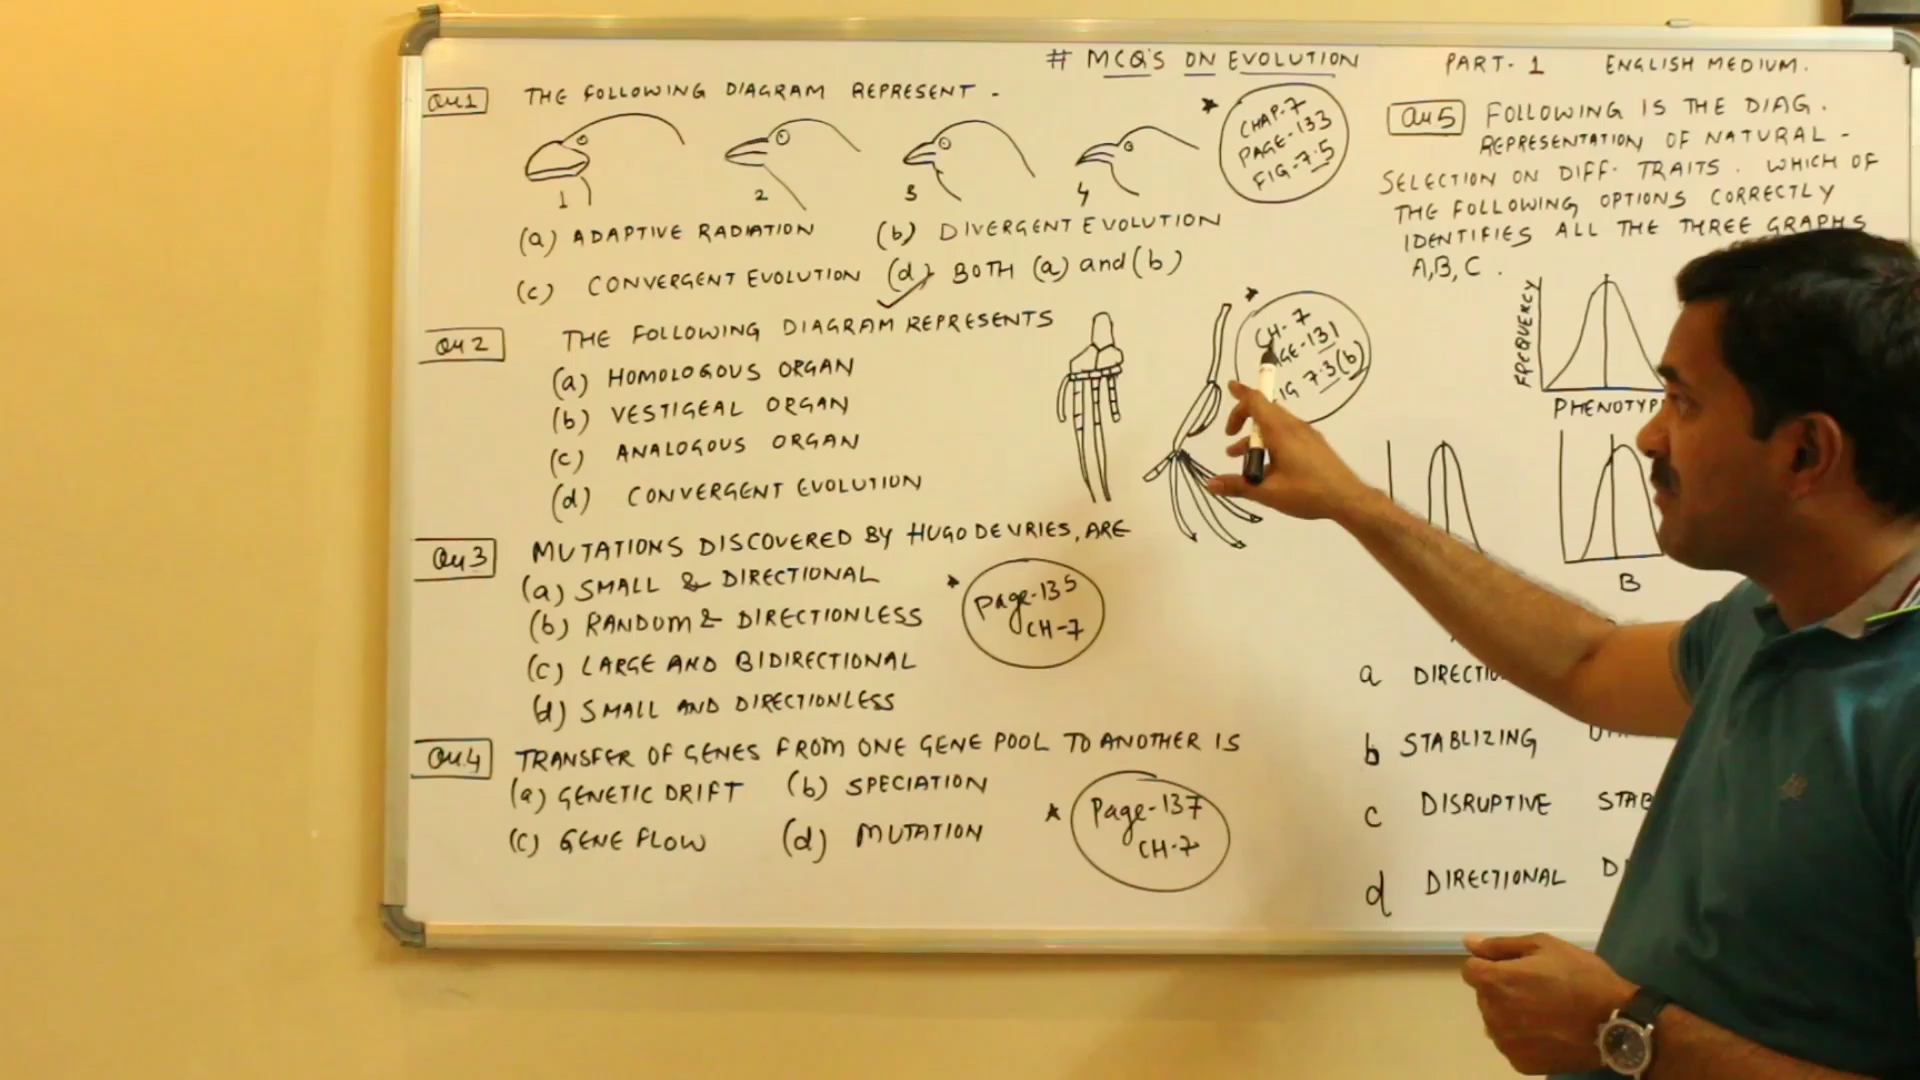 # MCQ'S ON EVOLUTION PART-1 ENGLISH MEDIUM.
Qu1 THE FOLLOWING DIAGRAM REPRESENT -
1 2 3 4
CHAP-7
PAGE-133
FIG-7.5
(a) ADAPTIVE RADIATION (b) DIVERGENT EVOLUTION
(c) CONVERGENT EVOLUTION (d) BOTH (a) and (b)
Qu2 THE FOLLOWING DIAGRAM REPRESENTS
(a) HOMOLOGOUS ORGAN
(b) VESTIGEAL ORGAN
(c) ANALOGOUS ORGAN
(d) CONVERGENT EVOLUTION
CH-7
AGE-131
IG 7.3(b)
Qu3 MUTATIONS DISCOVERED BY HUGO DEVRIES, ARE
(a) SMALL & DIRECTIONAL
(b) RANDOM & DIRECTIONLESS
(c) LARGE AND BIDIRECTIONAL
(d) SMALL AND DIRECTIONLESS
Page-135
CH-7
Qu.4 TRANSFER OF GENES FROM ONE GENE POOL TO ANOTHER IS
(a) GENETIC DRIFT (b) SPECIATION
(c) GENE FLOW (d) MUTATION
Page-137
CH-7
Qu5 FOLLOWING IS THE DIAG.
REPRESENTATION OF NATURAL -
SELECTION ON DIFF. TRAITS. WHICH OF
THE FOLLOWING OPTIONS CORRECTLY
IDENTIFIES ALL THE THREE GRAPHS
A,B,C.
FREQUERCY
PHENOTYP
B
a DIRECTIO
b STABLIZING
c DISRUPTIVE STAB
d DIRECTIONAL D